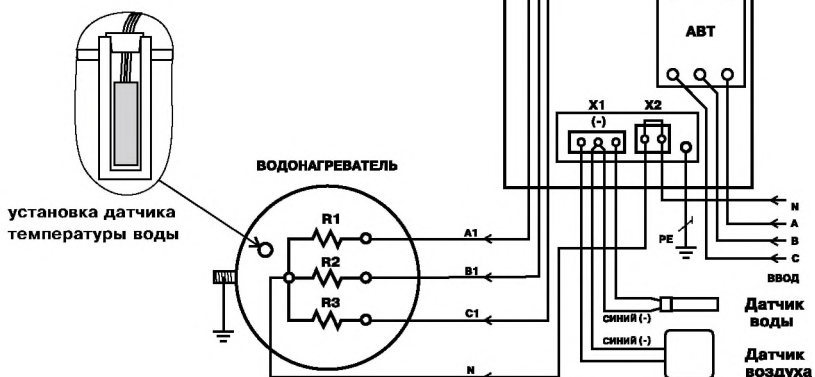 АВТ
X1
X2
(-)
ВОДОНАГРЕВАТЕЛЬ
установка датчика
температуры воды
R1
A1
PE
N
A
B
C
ВВОД
R2
B1
R3
C1
синий (-)
Датчик
воды
синий (-)
N
Датчик
воздуха